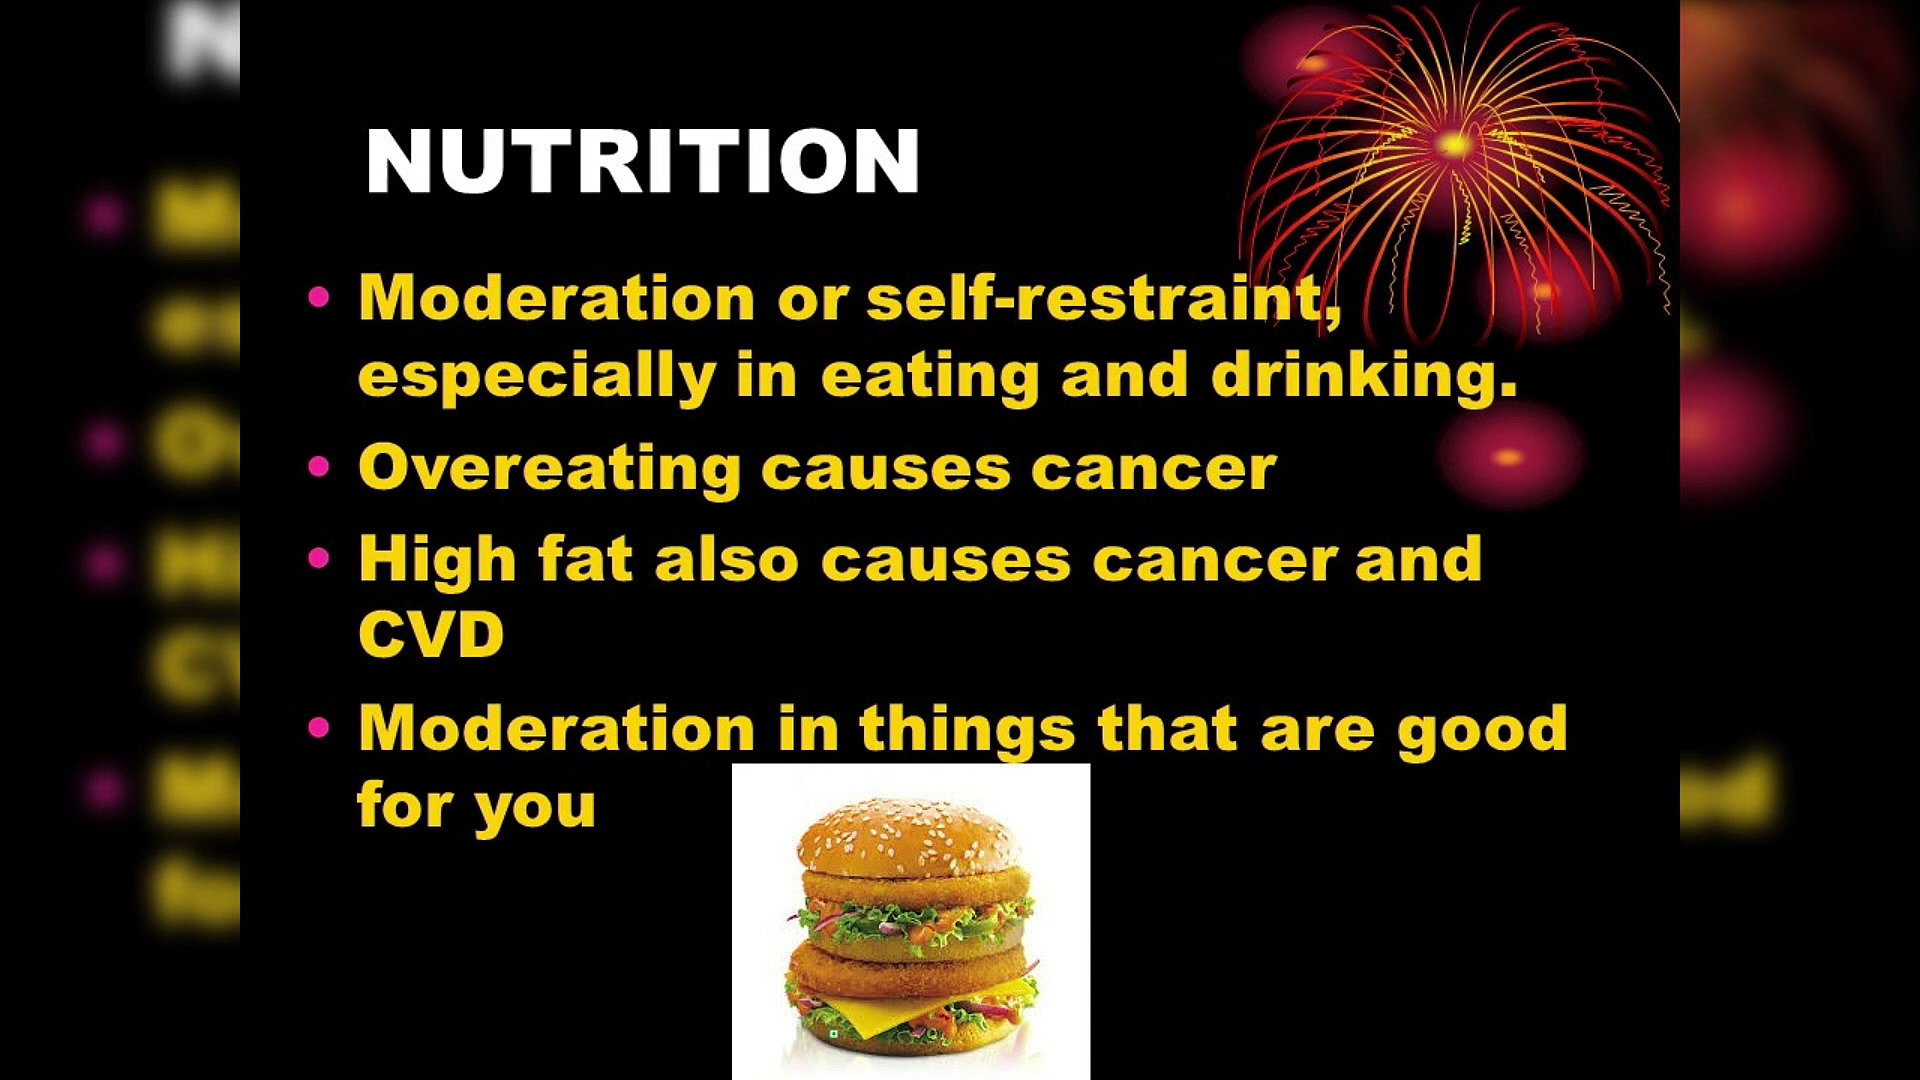 NUTRITION
• Moderation or self-restraint,
especially in eating and drinking.
• Overeating causes cancer
• High fat also causes cancer and
CVD
• Moderation in things that are good
for you